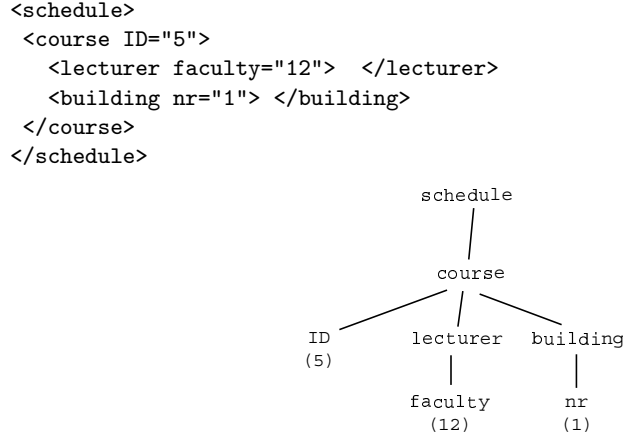 <schedule>
<course ID="5">
<lecturer faculty="12">  </lecturer>
<building nr="1"> </building>
</course>
</schedule>
schedule
course
ID lecturer building
(5)
faculty nr
(12) (1)